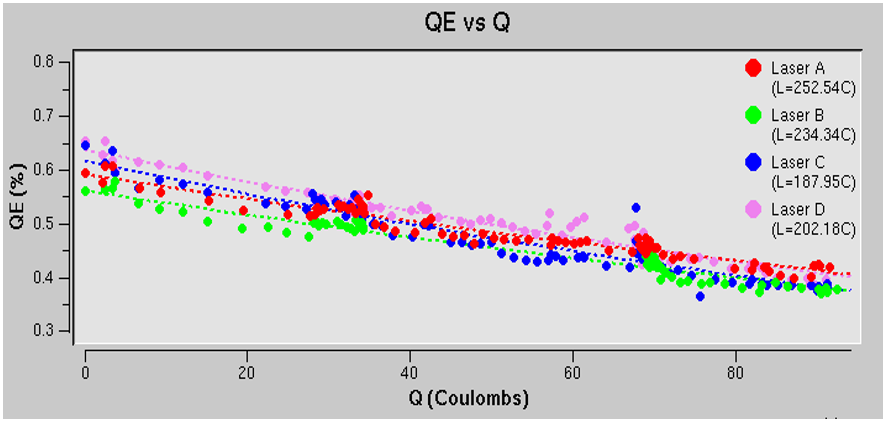 QE vs Q
QE (%)
0.8
0.7
0.6
0.5
0.4
0.3
0
20
40
60
80
Q (Coulombs)
Laser A
(L=252.54C)
Laser B
(L=234.34C)
Laser C
(L=187.95C)
Laser D
(L=202.18C)